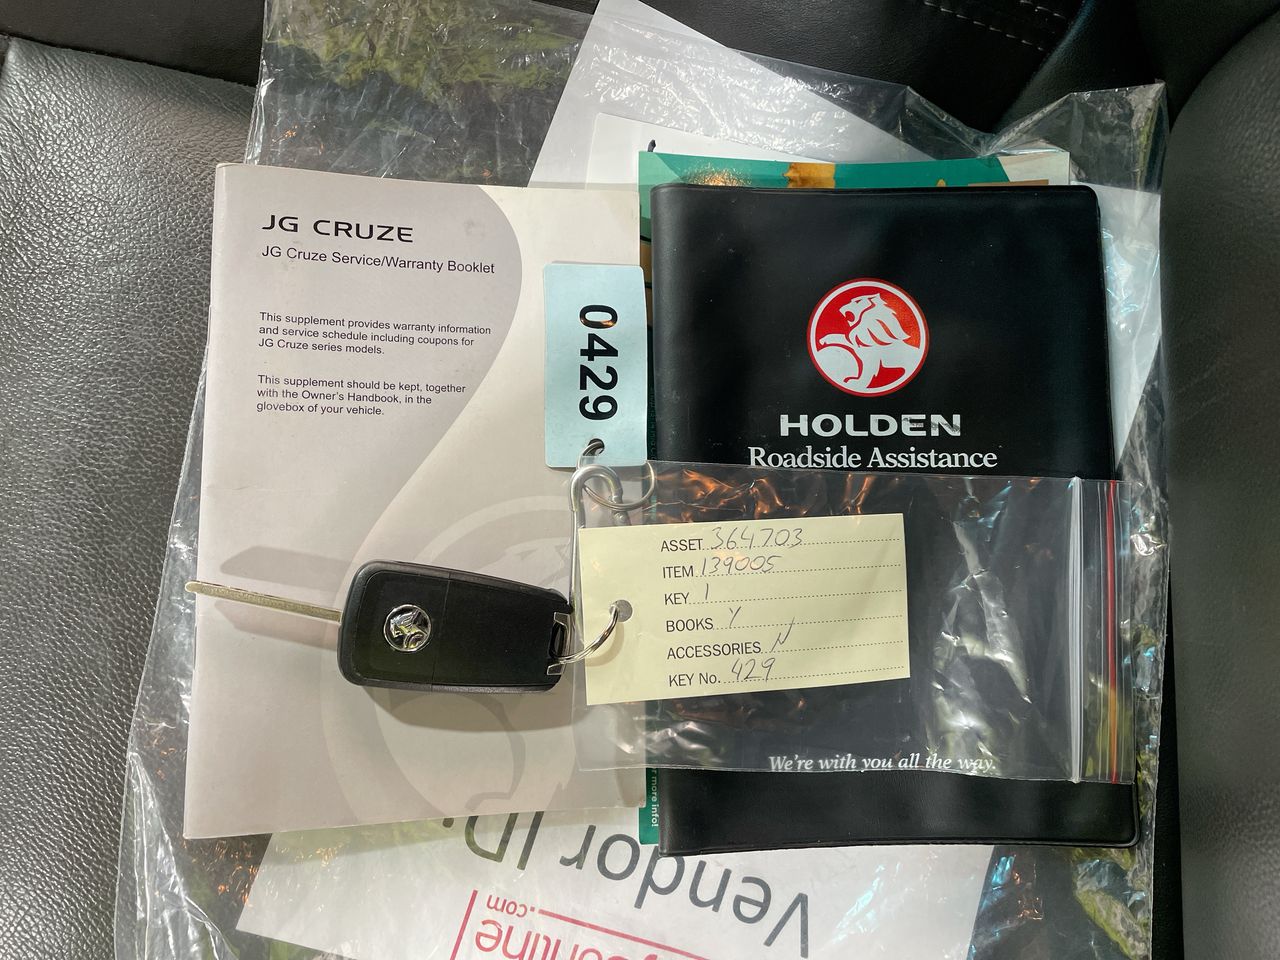 JG CRUZE
JG Cruze Service/Warranty Booklet
This supplement provides warranty information
and service schedule including coupons for
JG Cruze series models.
This supplement should be kept, together
with the Owner's Handbook, in the
glovebox of your vehicle.
0429
HOLDEN
Roadside Assistance
ASSET 364703
ITEM 139005
KEY 1
BOOKS Y
ACCESSORIES N
KEY No. 429
We're with you all the way.
r more info!
Vendor ID.
.com